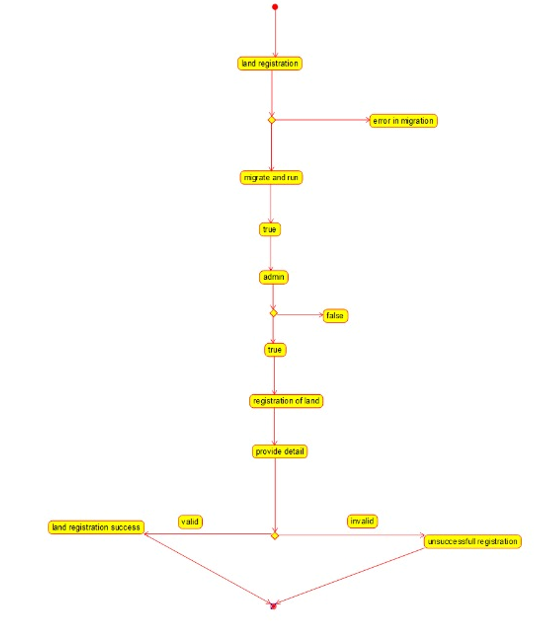 land registration
error in migration
migrate and run
true
admin
false
true
registration of land
provide detail
valid
invalid
land registration success
unsuccessfull registration